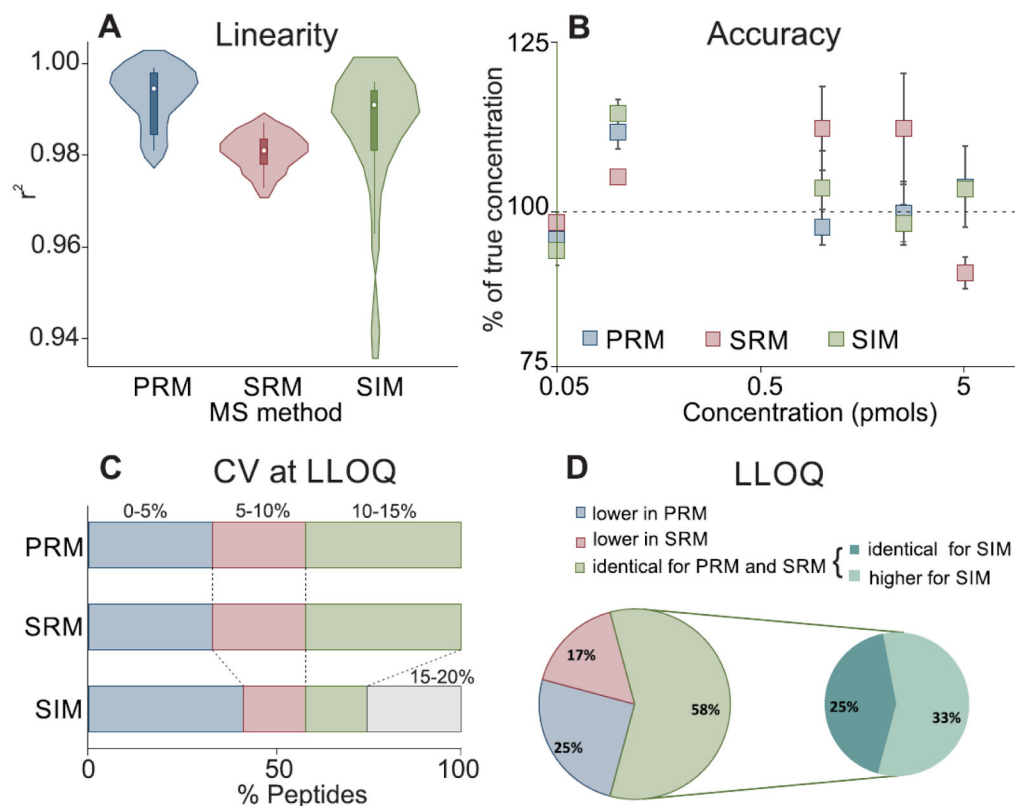 A
Linearity
1.00
0.98
0.96
0.94
r²
PRM
SRM
SIM
MS method
B
Accuracy
125
100
75
% of true concentration
PRM
SRM
SIM
0.05
0.5
5
Concentration (pmols)
C
CV at LLOQ
0-5%
5-10%
10-15%
PRM
SRM
15-20%
SIM
0
100
% Peptides
D
LLOQ
lower in PRM
lower in SRM
identical for PRM and SRM {
identical for SIM
higher for SIM
17%
58%
25%
25%
33%